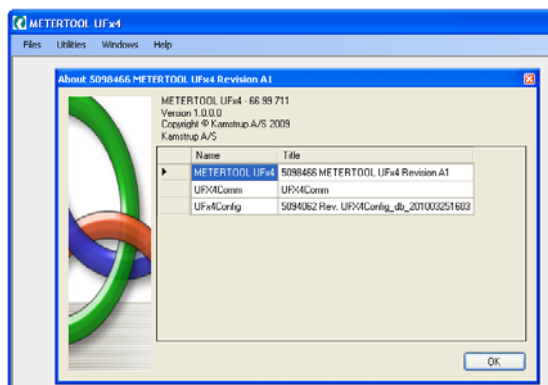 METERTOOL UFx4
Files Utilities Windows Help
About 5098466 METERTOOL UFx4 Revision A1
METERTOOL UFx4 - 66 99 711
Version 1.0.0.0
Copyright © Kamstrup A/S 2009
Kamstrup A/S
Name Title
METERTOOL UFx4 5098466 METERTOOL UFx4 Revision A1
UFX4Comm UFX4Comm
UFx4Config 5094062 Rev. UFX4Config_db_201003251603
OK